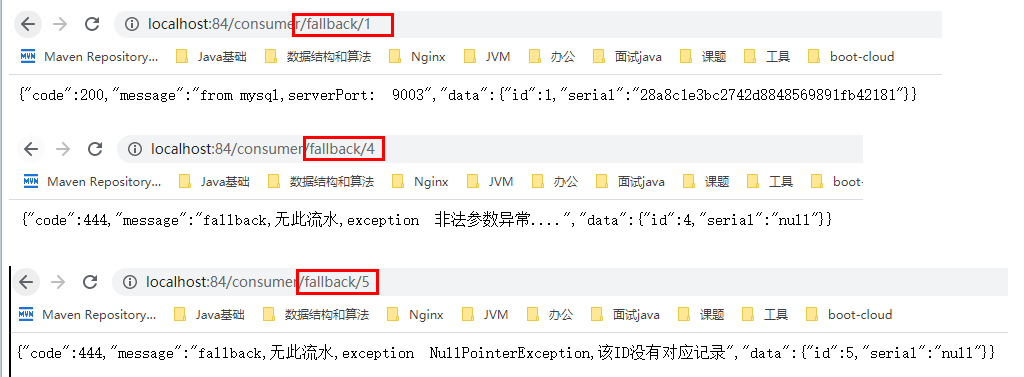 localhost:84/consumer/fallback/1
MVN Maven Repository... Java基础 数据结构和算法 Nginx JVM 办公 面试java 课题 工具 boot-cloud
{"code":200,"message":"from mysql,serverPort:  9003","data":{"id":1,"serial":"28a8c1e3bc2742d8848569891fb42181"}}
localhost:84/consumer/fallback/4
MVN Maven Repository... Java基础 数据结构和算法 Nginx JVM 办公 面试java 课题 工具 boot-
{"code":444,"message":"fallback,无此流水,exception  非法参数异常....","data":{"id":4,"serial":"null"}}
localhost:84/consumer/fallback/5
MVN Maven Repository... Java基础 数据结构和算法 Nginx JVM 办公 面试java 课题 工具 boot-cloud
{"code":444,"message":"fallback,无此流水,exception  NullPointerException,该ID没有对应记录","data":{"id":5,"serial":"null"}}